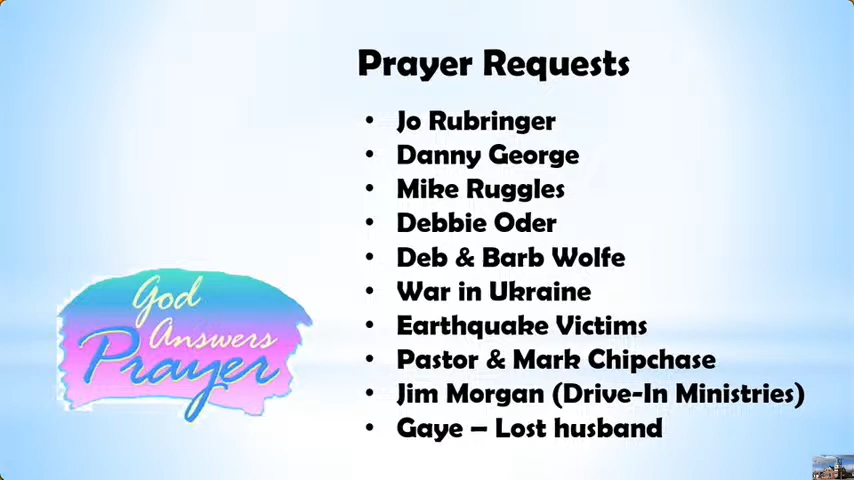 Prayer Requests
• Jo Rubringer
• Danny George
• Mike Ruggles
• Debbie Oder
• Deb & Barb Wolfe
• War in Ukraine
• Earthquake Victims
• Pastor & Mark Chipchase
• Jim Morgan (Drive-In Ministries)
• Gaye – Lost husband
God
Answers
Prayer